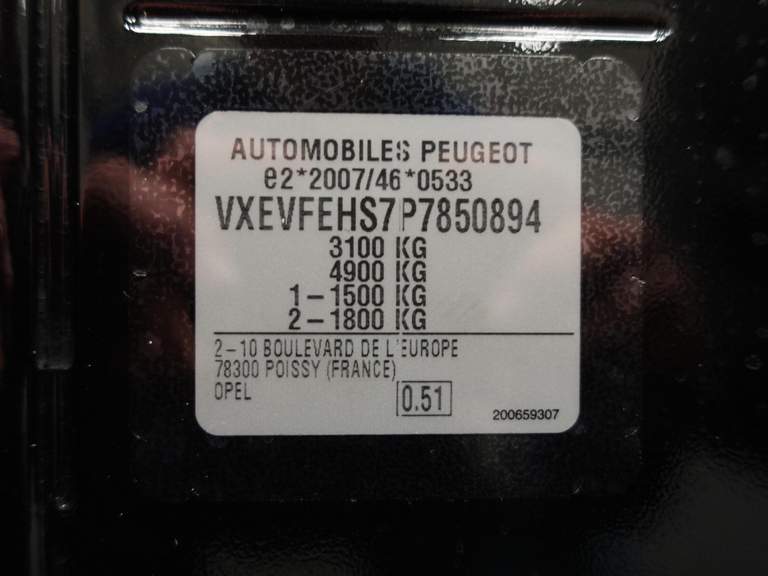 AUTOMOBILES PEUGEOT
e2*2007/46*0533
VXEVFEHS7P7850894
3100 KG
4900 KG
1-1500 KG
2-1800 KG
2-10 BOULEVARD DE L'EUROPE
78300 POISSY (FRANCE)
OPEL
0.51
200659307